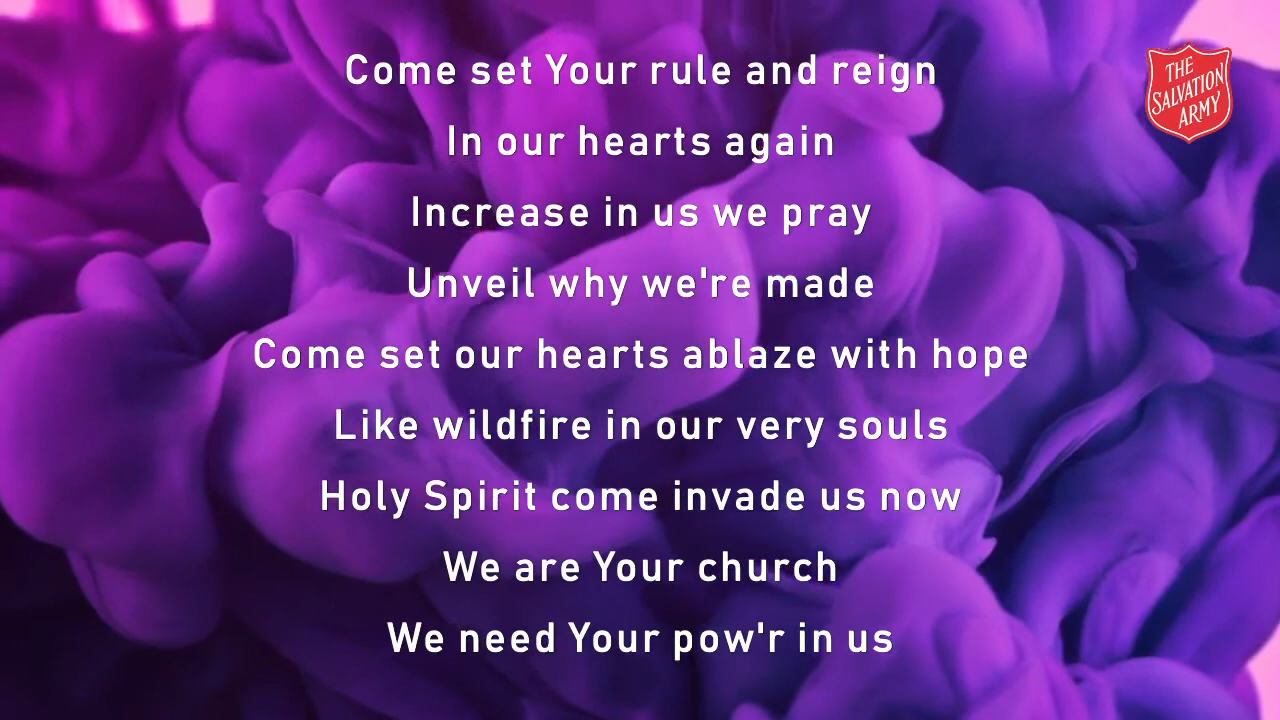 Come set Your rule and reign
In our hearts again
Increase in us we pray
Unveil why we're made
Come set our hearts ablaze with hope
Like wildfire in our very souls
Holy Spirit come invade us now
We are Your church
We need Your pow'r in us
THE
SALVATION
ARMY